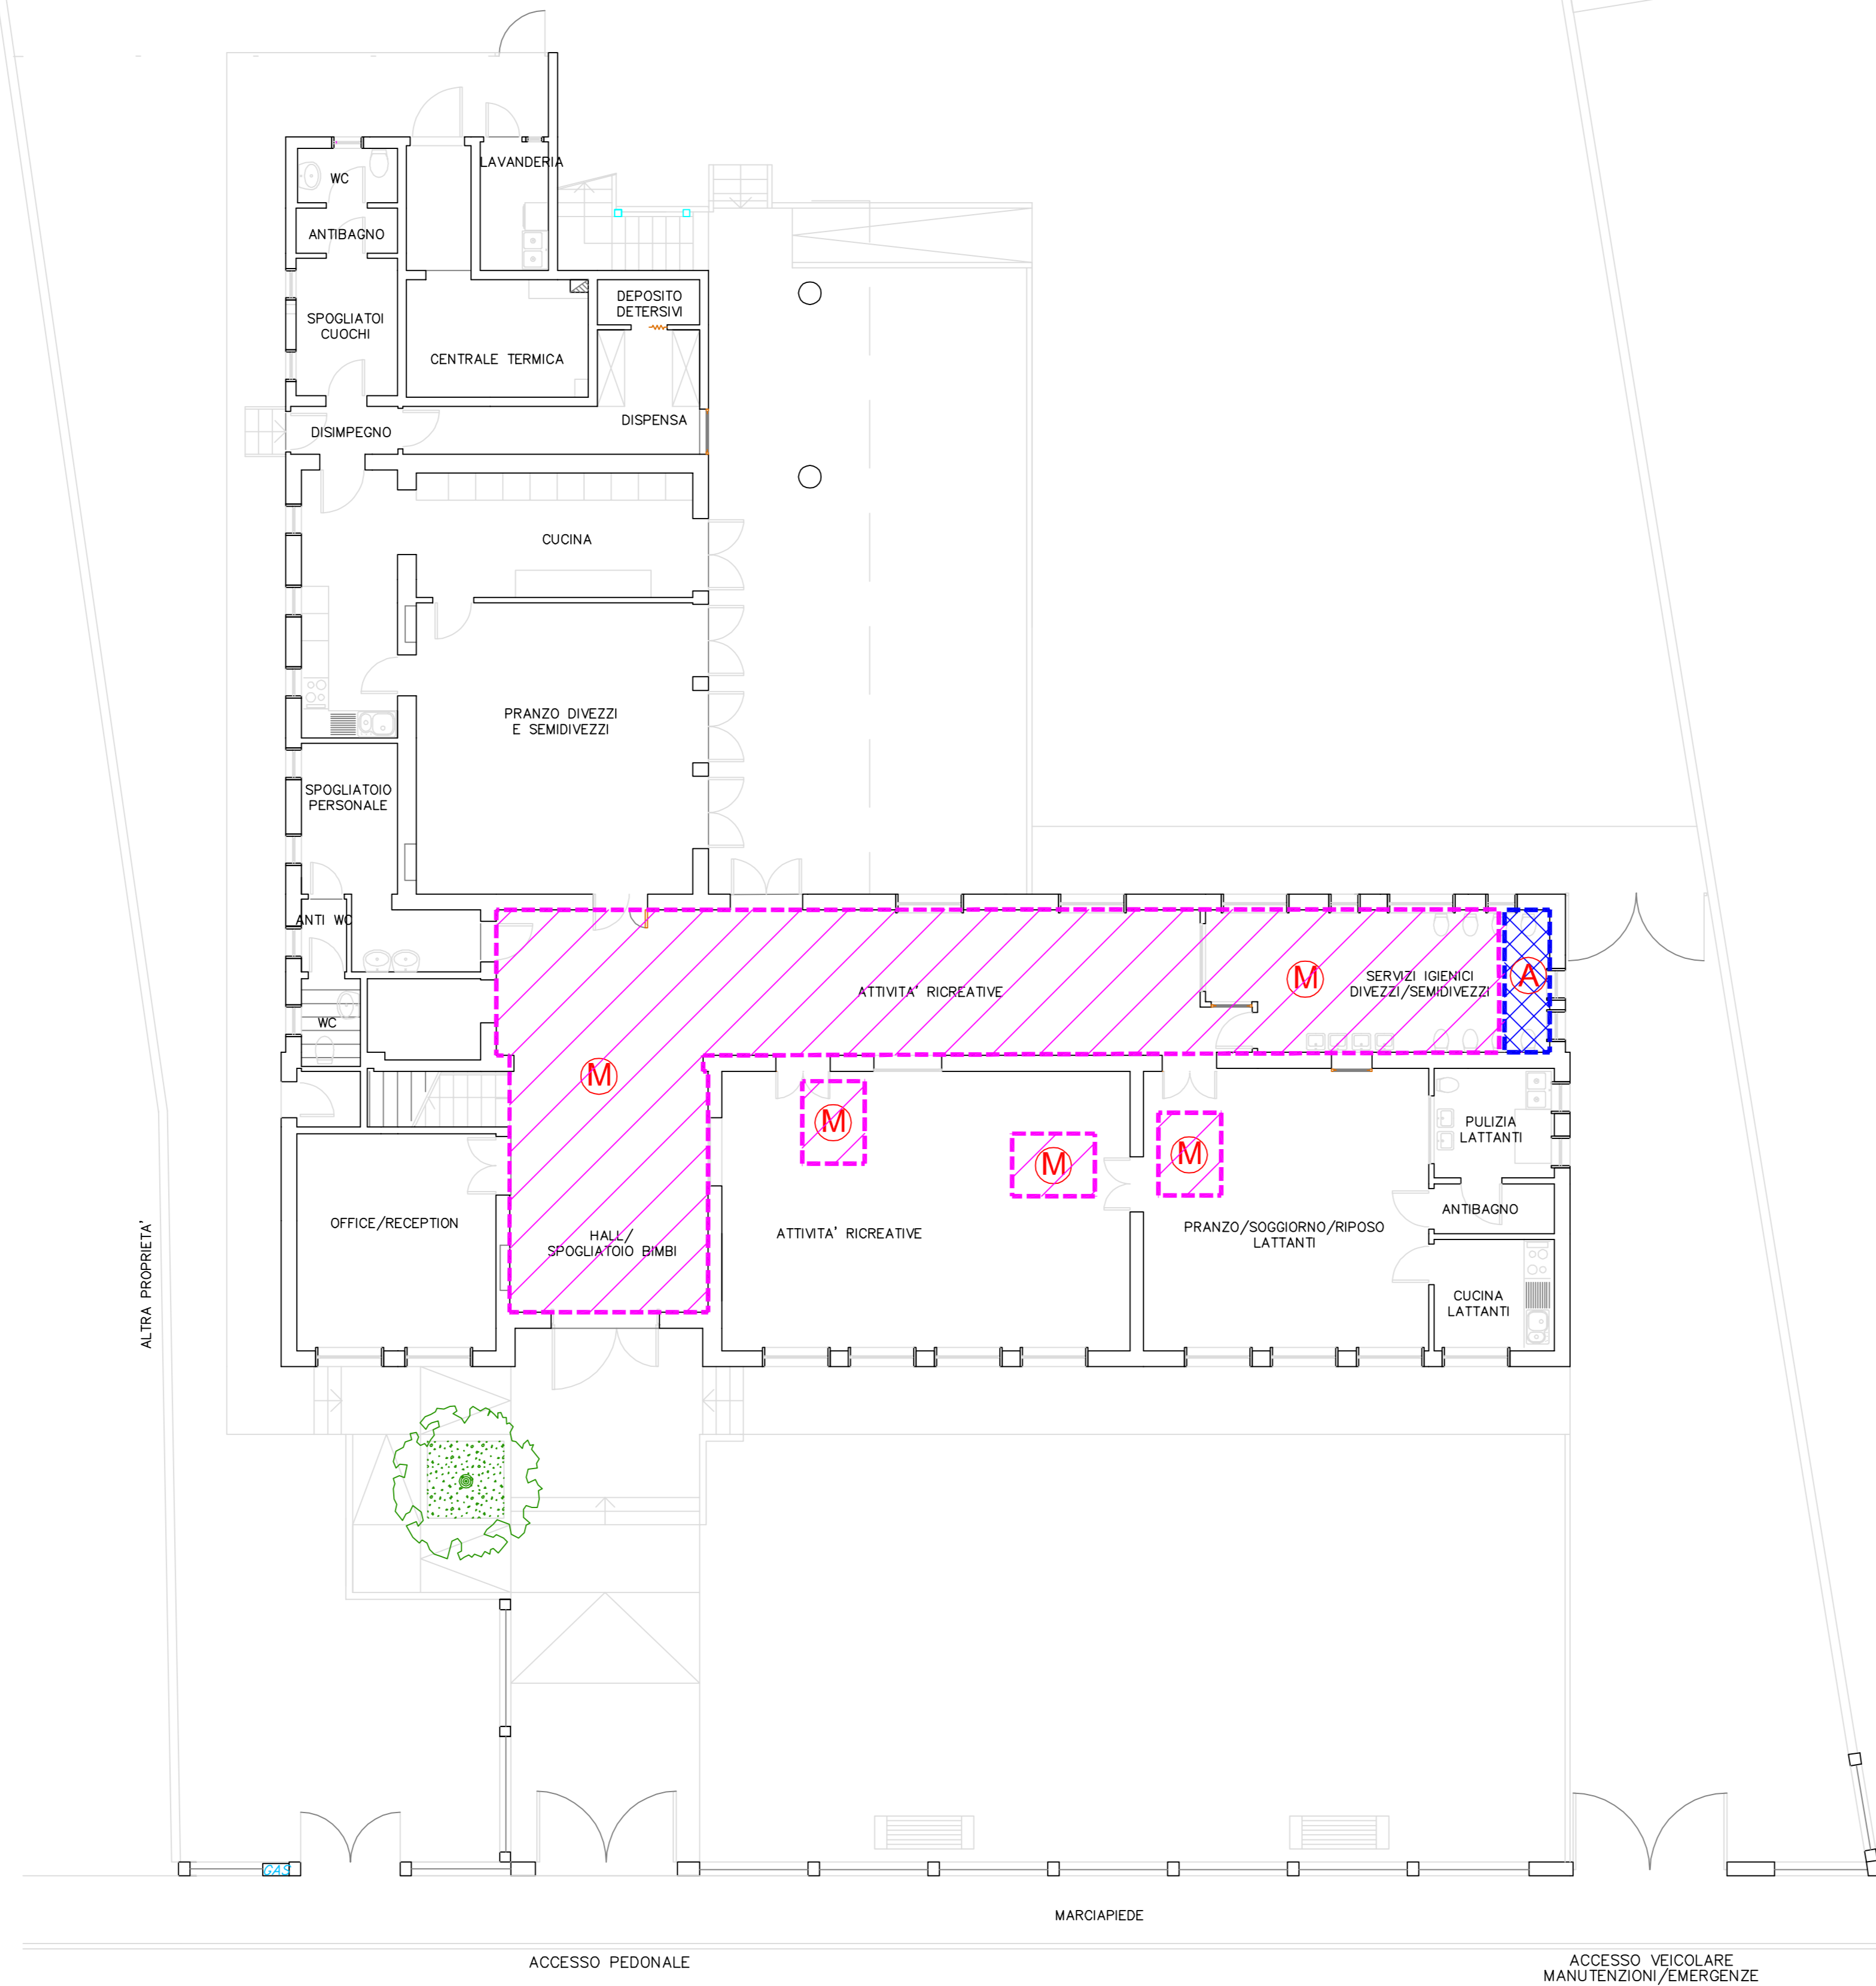 LAVANDERIA
WC
ANTIBAGNO
DEPOSITO
DETERSIVI
SPOGLIATOI
CUOCHI
CENTRALE TERMICA
DISPENSA
DISIMPEGNO
CUCINA
PRANZO DIVEZZI
E SEMIDIVEZZI
SPOGLIATOIO
PERSONALE
ANTI WC
ATTIVITA' RICREATIVE
M
SERVIZI IGIENICI
DIVEZZI/SEMIDIVEZZI
A
WC
M
M
M
M
PULIZIA
LATTANTI
ANTIBAGNO
OFFICE/RECEPTION
HALL/
SPOGLIATOIO BIMBI
ATTIVITA' RICREATIVE
PRANZO/SOGGIORNO/RIPOSO
LATTANTI
CUCINA
LATTANTI
ALTRA PROPRIETA'
GAS
MARCIAPIEDE
ACCESSO PEDONALE
ACCESSO VEICOLARE
MANUTENZIONI/EMERGENZE